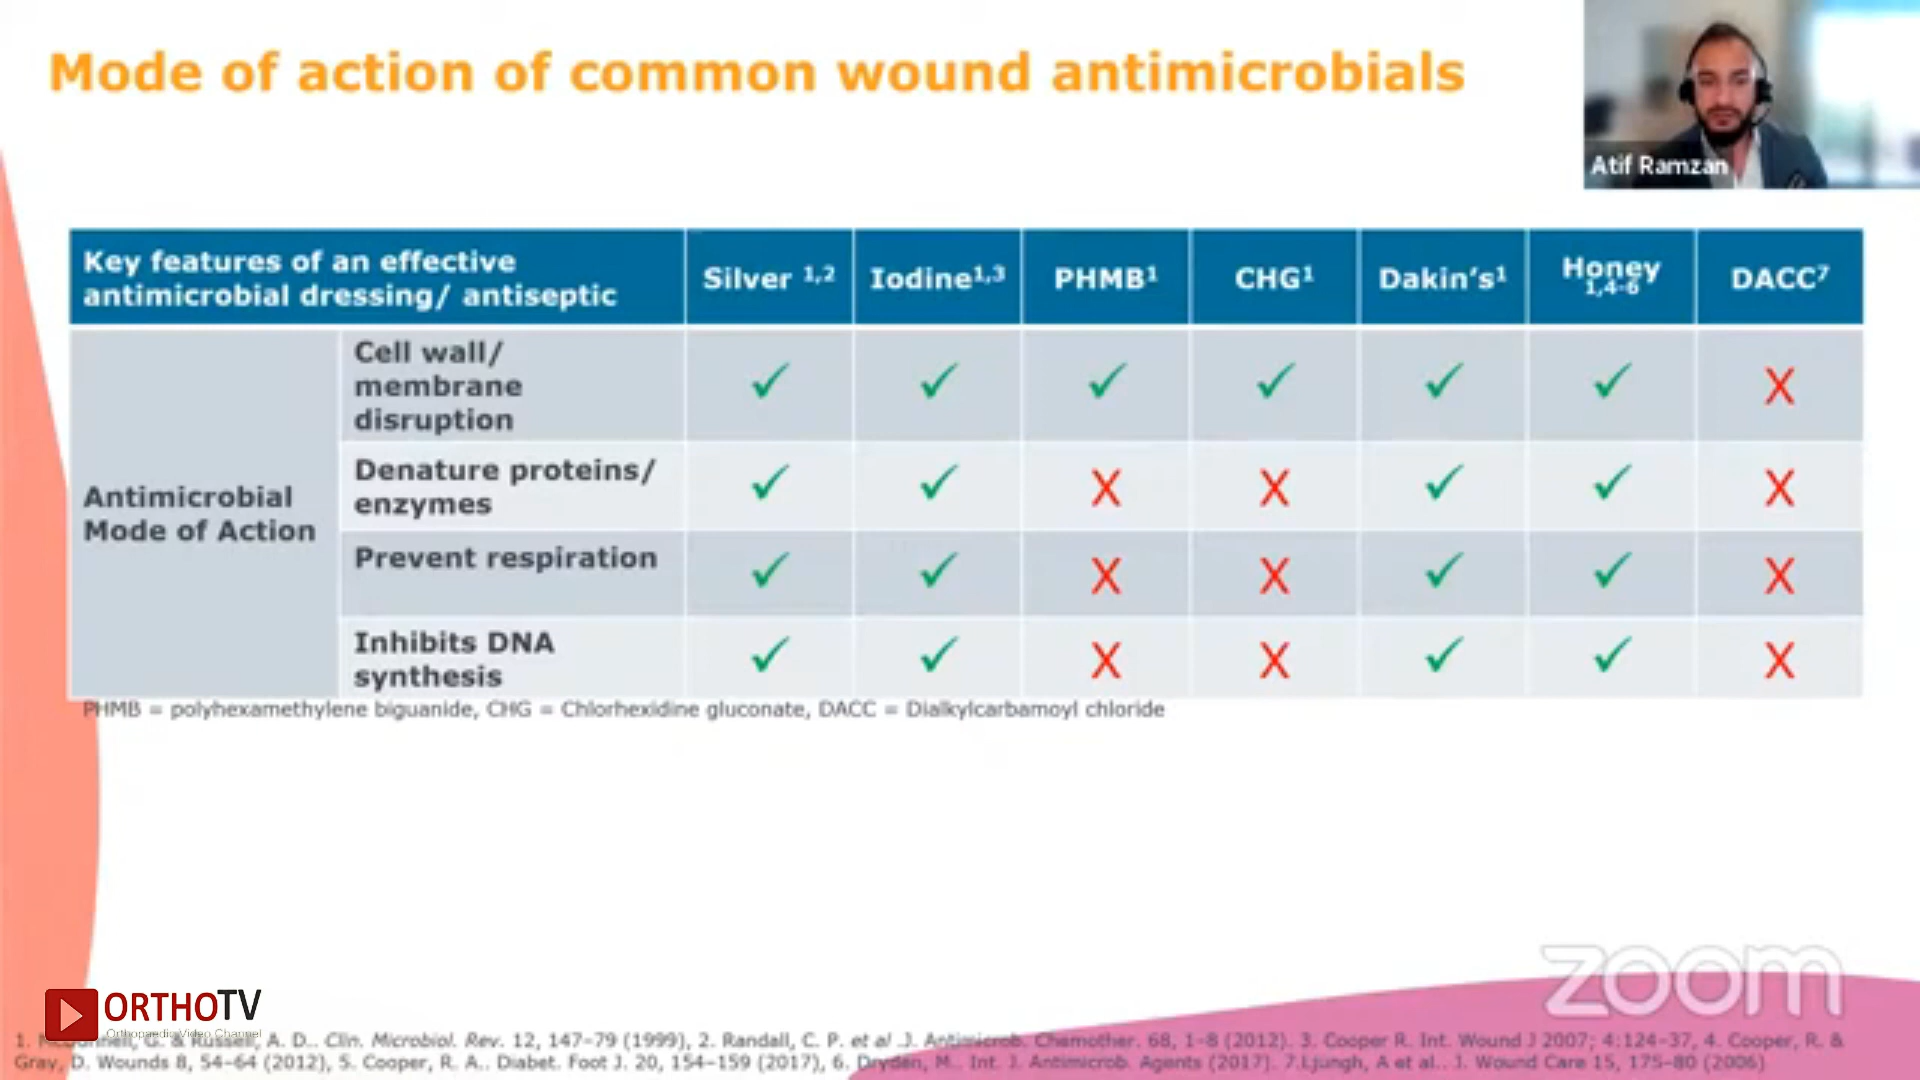 Mode of action of common wound antimicrobials
Atif Ramzan
Key features of an effective
antimicrobial dressing/ antiseptic
Silver 1,2
Iodine1,3
PHMB1
CHG1
Dakin's1
Honey
1,4-6
DACC7
Antimicrobial
Mode of Action
Cell wall/
membrane
disruption
✓ ✓ ✓ ✓ ✓ ✓ X
Denature proteins/
enzymes
✓ ✓ X X ✓ ✓ X
Prevent respiration
✓ ✓ X X ✓ ✓ X
Inhibits DNA
synthesis
✓ ✓ X X ✓ ✓ X
PHMB = polyhexamethylene biguanide, CHG = Chlorhexidine gluconate, DACC = Dialkylcarbamoyl chloride
zoom
ORTHOTV
Orthopaedic Video Channel
1. McDonnell, G. & Russell, A. D.. Clin. Microbiol. Rev. 12, 147–79 (1999), 2. Randall, C. P. et al .J. Antimicrob. Chemother. 68, 1–8 (2012). 3. Cooper R. Int. Wound J 2007; 4:124–37, 4. Cooper, R. &
Gray, D. Wounds 8, 54–64 (2012), 5. Cooper, R. A.. Diabet. Foot J. 20, 154–159 (2017), 6. Dryden, M.. Int. J. Antimicrob. Agents (2017). 7.Ljungh, A et al.. J. Wound Care 15, 175–80 (2006)